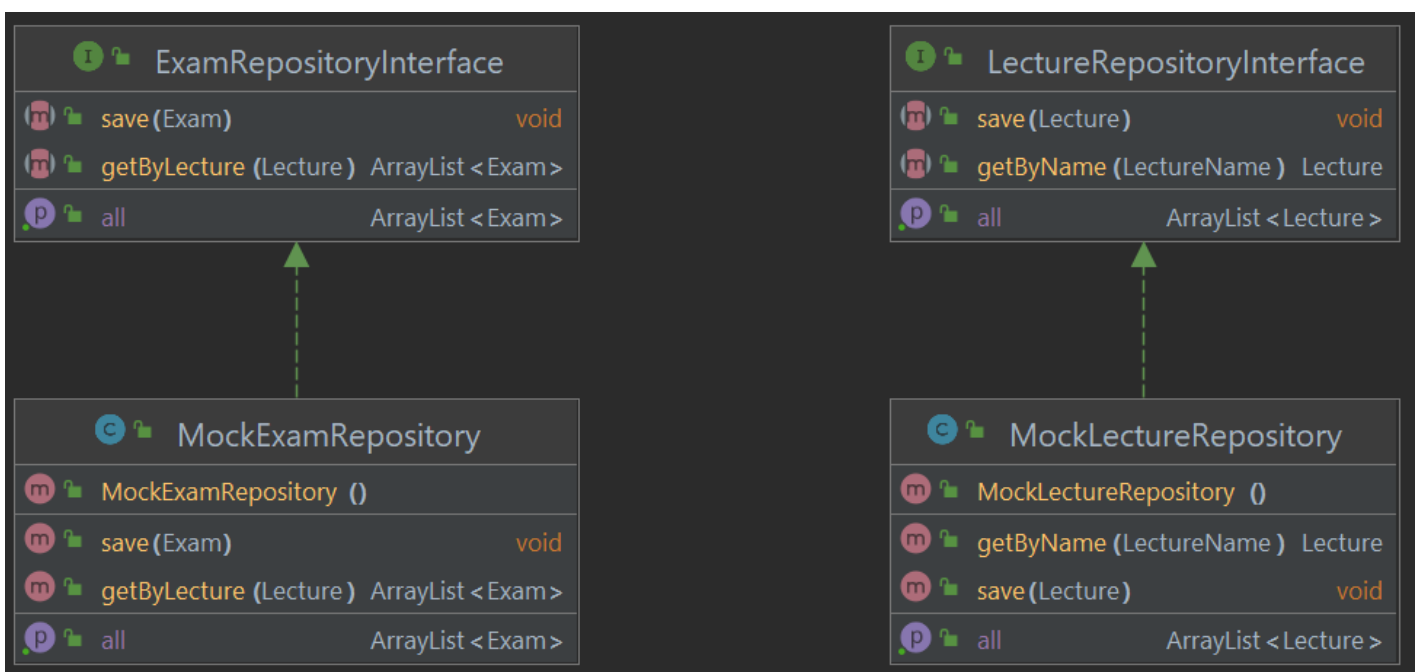 I ExamRepositoryInterface
m save(Exam) void
m getByLecture(Lecture) ArrayList<Exam>
p all ArrayList<Exam>
I LectureRepositoryInterface
m save(Lecture) void
m getByName(LectureName) Lecture
p all ArrayList<Lecture>
C MockExamRepository
m MockExamRepository()
m save(Exam) void
m getByLecture(Lecture) ArrayList<Exam>
p all ArrayList<Exam>
C MockLectureRepository
m MockLectureRepository()
m getByName(LectureName) Lecture
m save(Lecture) void
p all ArrayList<Lecture>